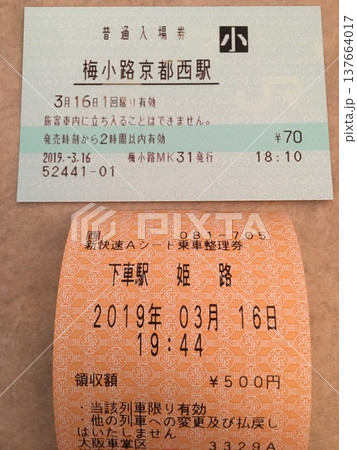 普通入場券
小
梅小路京都西駅
3月16日1回限り有効
旅客車内に立ち入ることはできません。
発売時刻から2時間以内有効 ¥70
2019.-3.16 梅小路MK31発行 18:10
52441-01
PIXTA
081-705
新快速Aシート乗車整理券
下車駅 姫路
2019年 03月 16日
19:44
領収額 ¥500円
・当該列車限り有効
・他の列車への変更及び払戻し
はいたしません
大阪車掌区 3329A
pixta.jp - 137664017